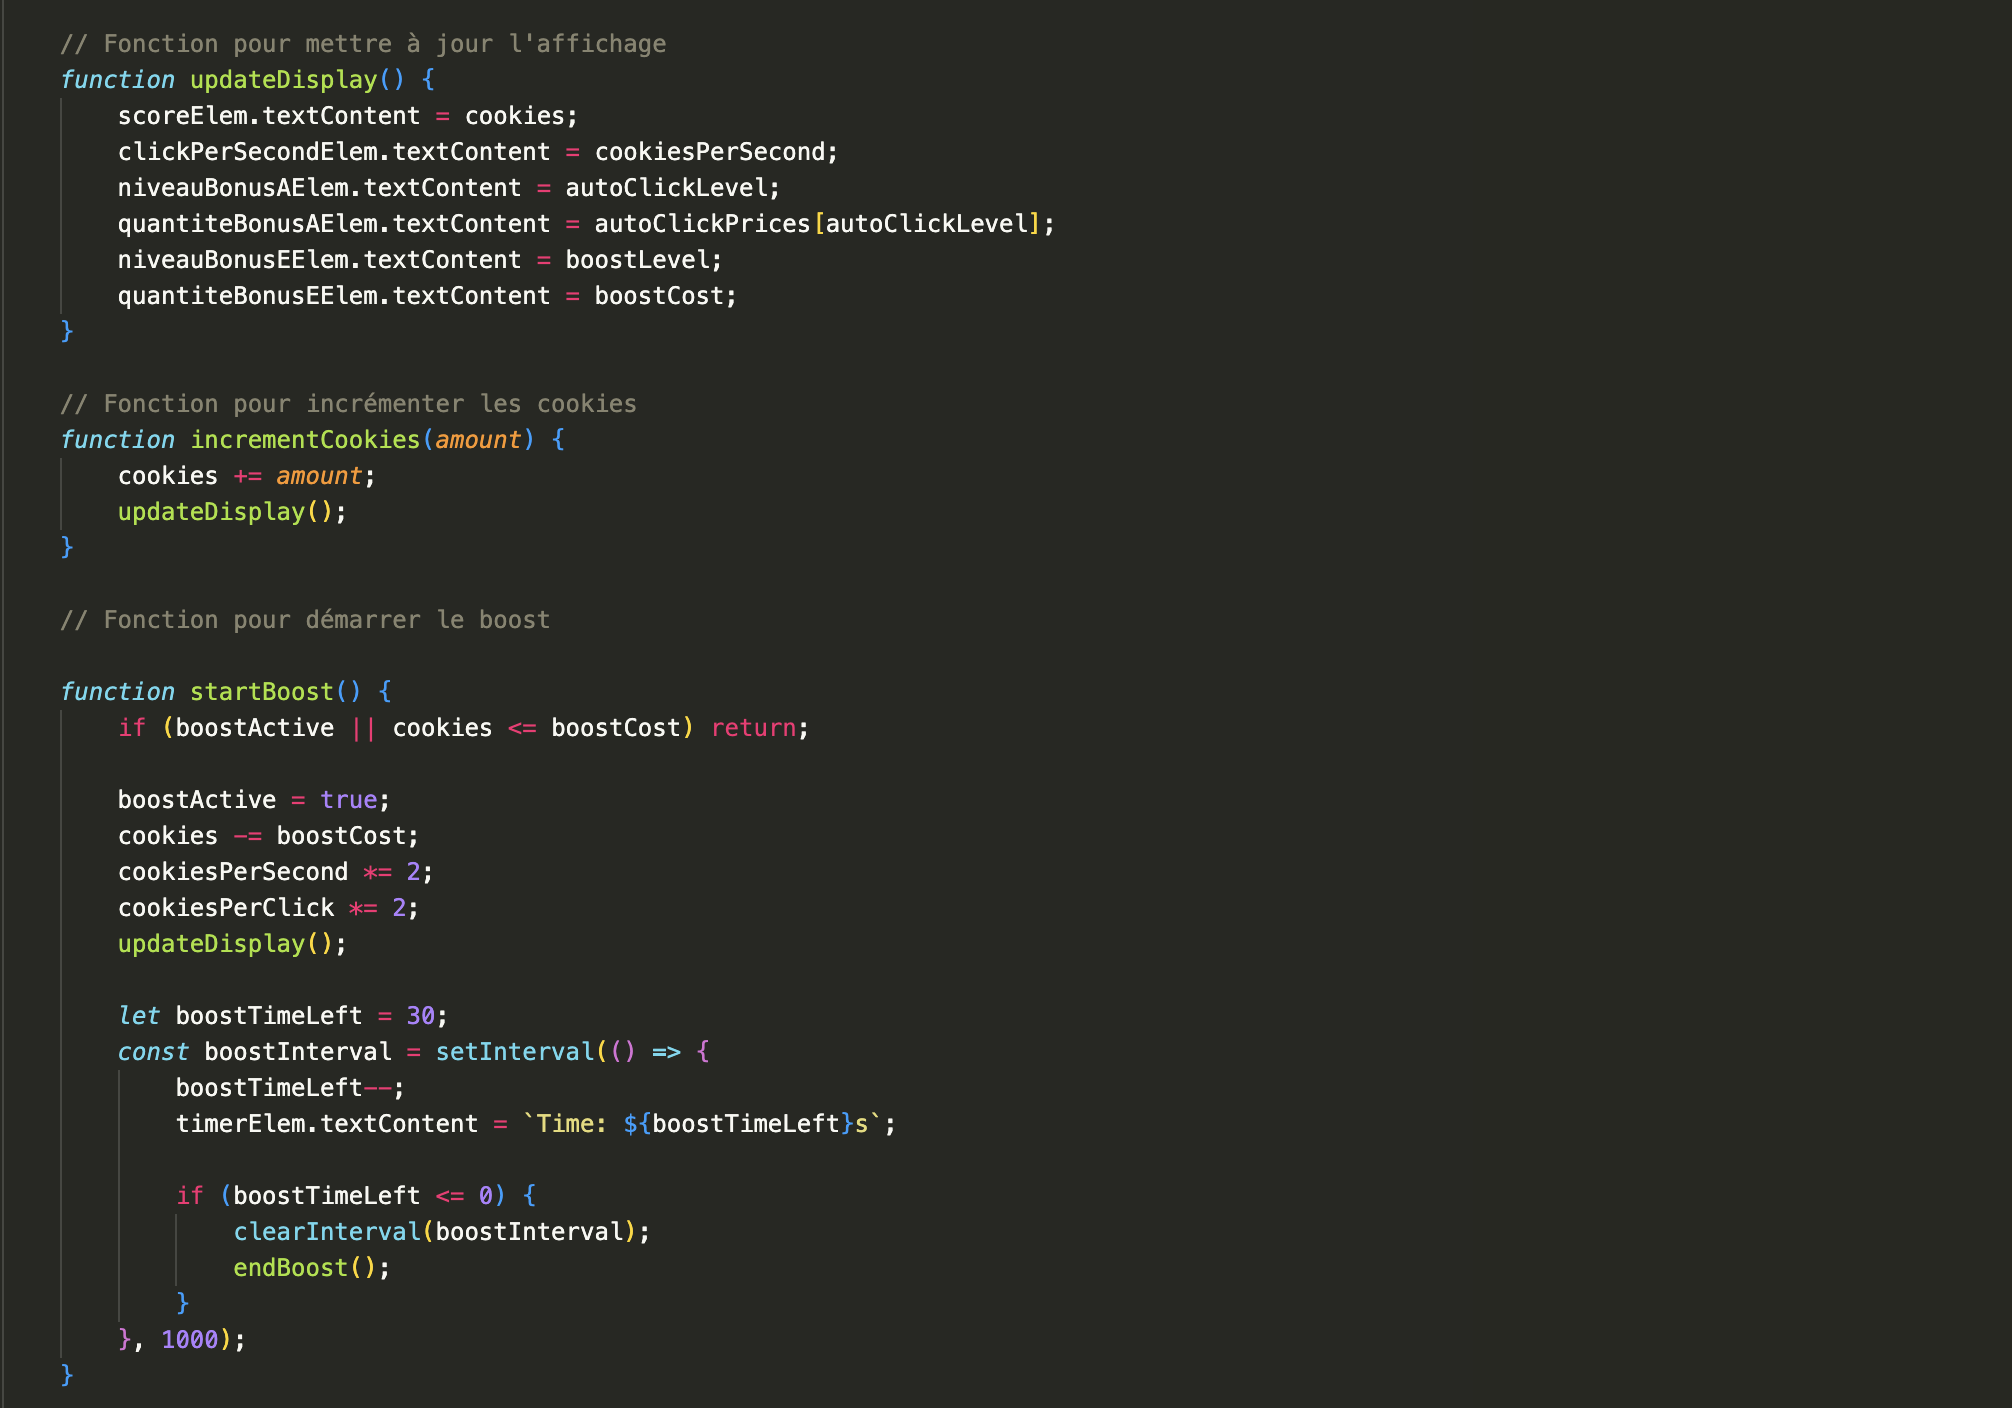 // Fonction pour mettre à jour l'affichage
function updateDisplay() {
    scoreElem.textContent = cookies;
    clickPerSecondElem.textContent = cookiesPerSecond;
    niveauBonusAElem.textContent = autoClickLevel;
    quantiteBonusAElem.textContent = autoClickPrices[autoClickLevel];
    niveauBonusEElem.textContent = boostLevel;
    quantiteBonusEElem.textContent = boostCost;
}

// Fonction pour incrémenter les cookies
function incrementCookies(amount) {
    cookies += amount;
    updateDisplay();
}

// Fonction pour démarrer le boost

function startBoost() {
    if (boostActive || cookies <= boostCost) return;

    boostActive = true;
    cookies -= boostCost;
    cookiesPerSecond *= 2;
    cookiesPerClick *= 2;
    updateDisplay();

    let boostTimeLeft = 30;
    const boostInterval = setInterval(() => {
        boostTimeLeft--;
        timerElem.textContent = `Time: ${boostTimeLeft}s`;

        if (boostTimeLeft <= 0) {
            clearInterval(boostInterval);
            endBoost();
        }
    }, 1000);
}